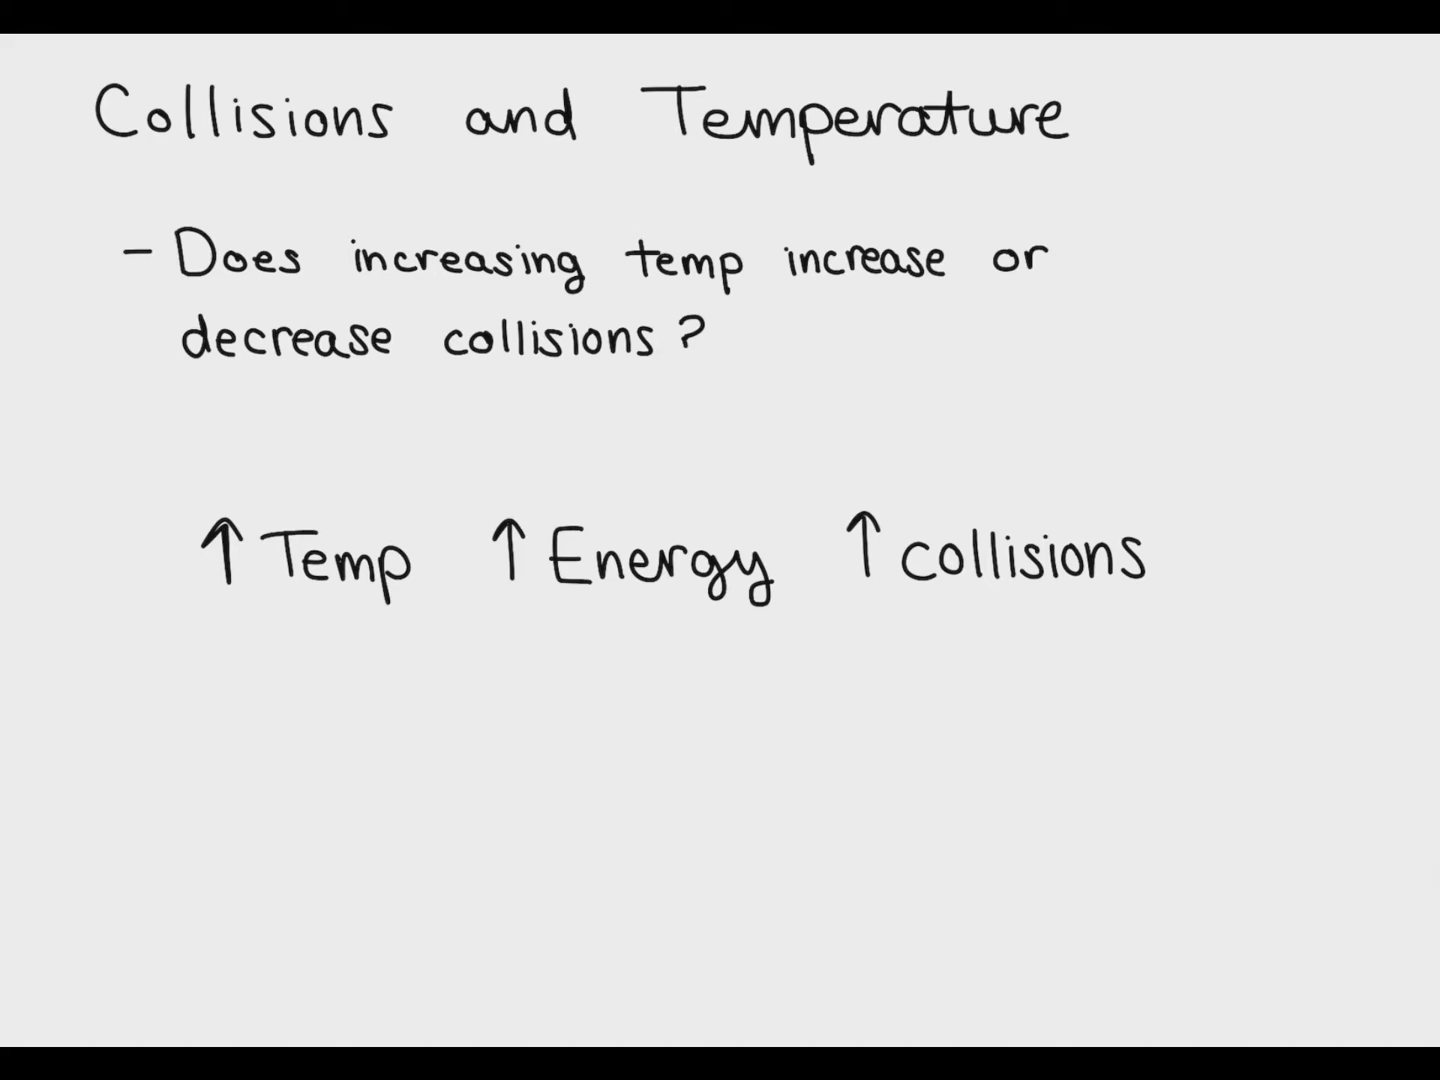 Collisions and Temperature
- Does increasing temp increase or
decrease collisions?
↑ Temp ↑ Energy ↑ collisions